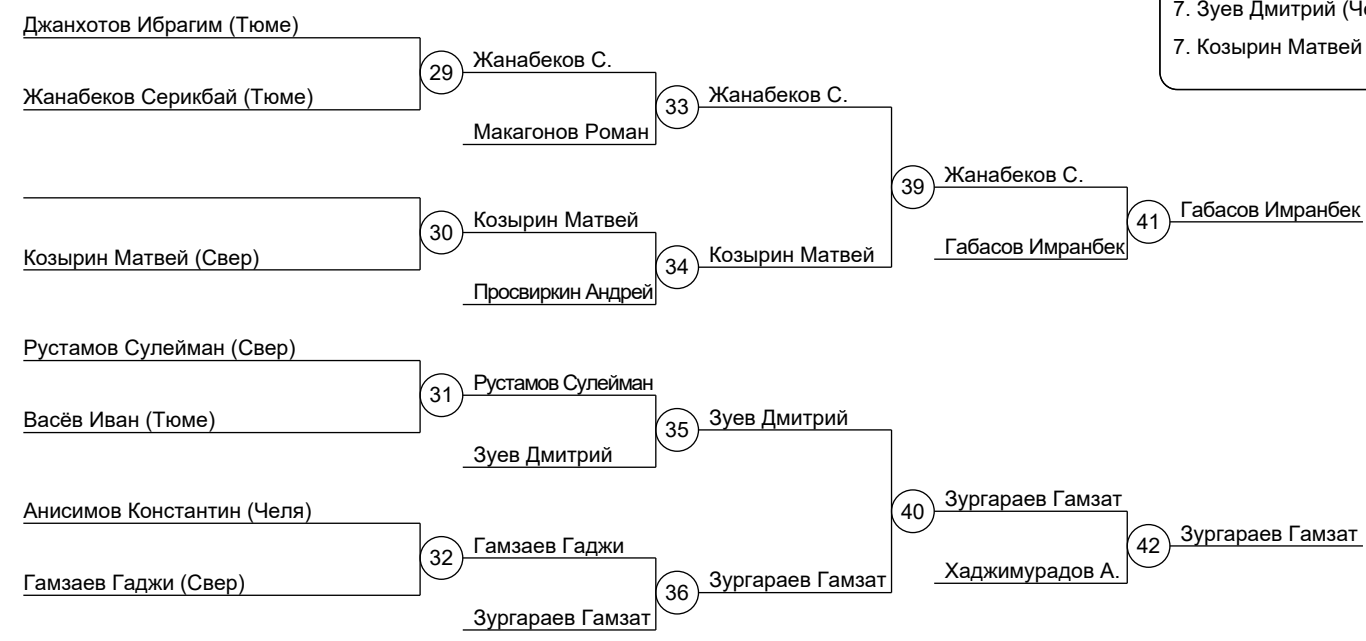 7. Зуев Дмитрий (Че
7. Козырин Матвей
Джанхотов Ибрагим (Тюме)
29
Жанабеков С.
Жанабеков Серикбай (Тюме)
33
Жанабеков С.
Макагонов Роман
39
Жанабеков С.
30
Козырин Матвей
Козырин Матвей (Свер)
34
Козырин Матвей
Просвиркин Андрей
Габасов Имранбек
41
Габасов Имранбек
Рустамов Сулейман (Свер)
31
Рустамов Сулейман
Васёв Иван (Тюме)
35
Зуев Дмитрий
Зуев Дмитрий
40
Зургараев Гамзат
Анисимов Константин (Челя)
32
Гамзаев Гаджи
Гамзаев Гаджи (Свер)
36
Зургараев Гамзат
Зургараев Гамзат
Хаджимурадов А.
42
Зургараев Гамзат